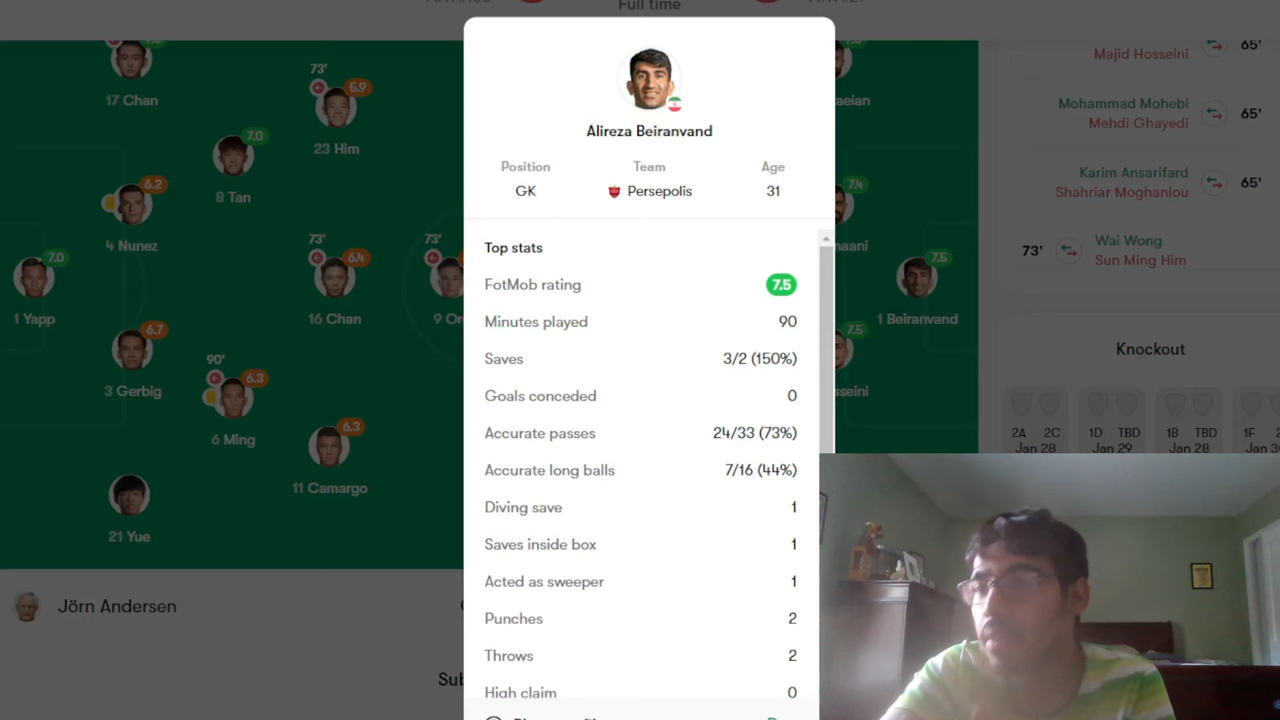 Full time
17 Chan
73'
5.9
23 Him
7.0
8 Tan
6.2
4 Nunez
7.0
1 Yapp
73'
6.4
16 Chan
73'
6.7
3 Gerbig
90'
6.3
6 Ming
6.3
11 Camargo
21 Yue
Jörn Andersen
Alireza Beiranvand
Position Team Age
GK Persepolis 31
Top stats
FotMob rating 7.5
Minutes played 90
Saves 3/2 (150%)
Goals conceded 0
Accurate passes 24/33 (73%)
Accurate long balls 7/16 (44%)
Diving save 1
Saves inside box 1
Acted as sweeper 1
Punches 2
Throws 2
High claim 0
7.4
7.5
1 Beiranvand
7.5
Majid Hosseini 65'
Mohammad Mohebi
Mehdi Ghayedi 65'
Karim Ansarifard
Shahriar Moghanlou 65'
73' Wai Wong
Sun Ming Him
Knockout
2A 2C 1D TBD 1B TBD 1F
Jan 28 Jan 29 Jan 28